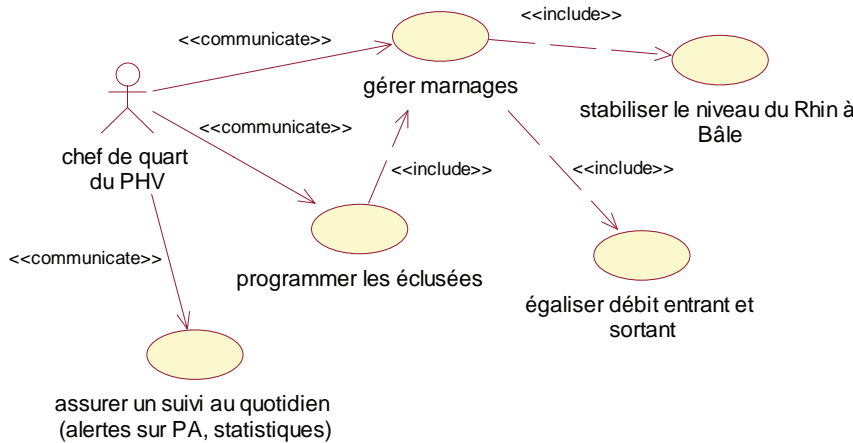 <<include>>
<<communicate>>
gérer marnages
stabiliser le niveau du Rhin à
Bâle
<<communicate>>
chef de quart
du PHV
<<include>>
<<include>>
<<communicate>>
programmer les éclusées
égaliser débit entrant et
sortant
assurer un suivi au quotidien
(alertes sur PA, statistiques)